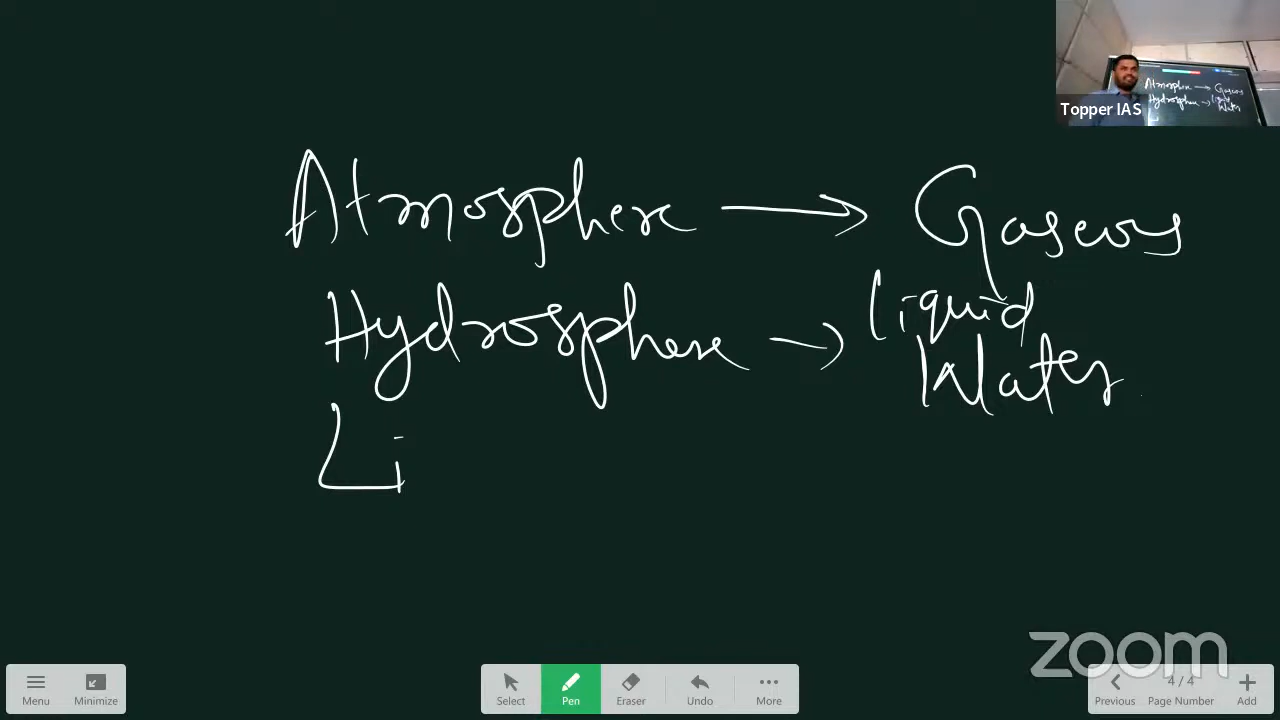 Topper IAS
Atmosphere → Gaseous
Hydrosphere → liquid
Water
Li
zoom
Menu
Minimize
Select
Pen
Eraser
Undo
More
Previous
4 / 4
Page Number
Add